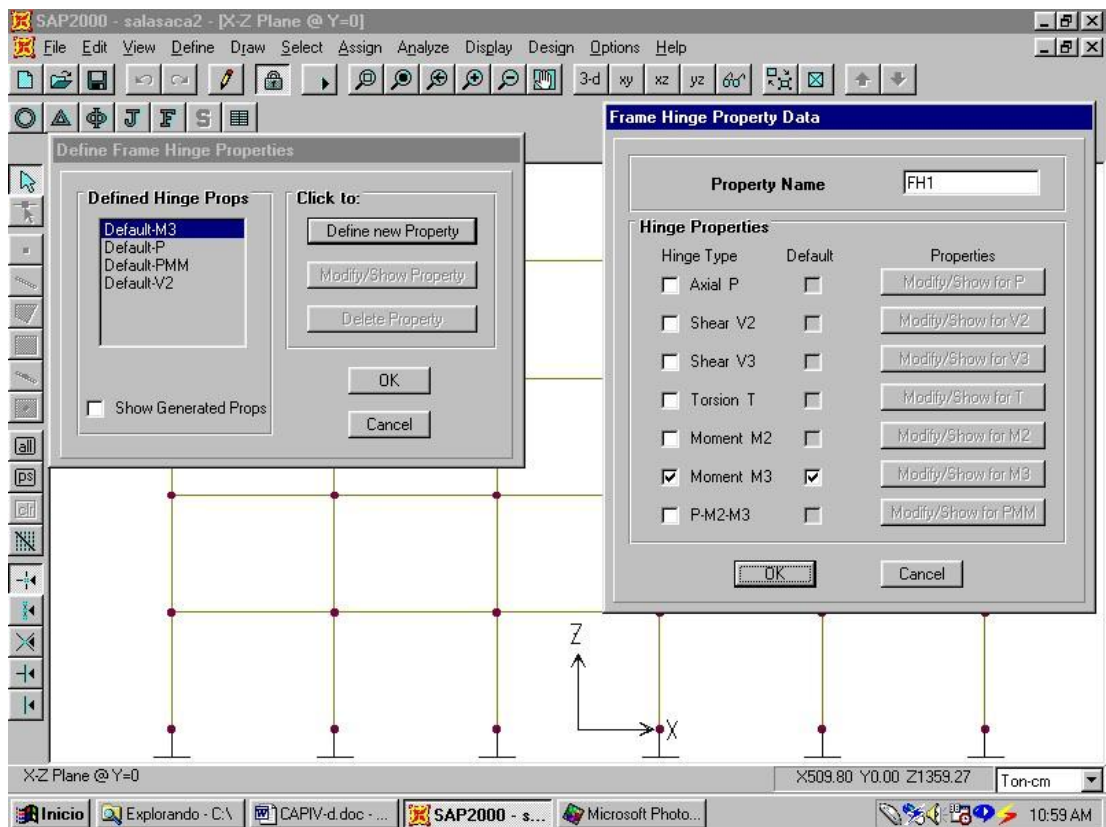 SAP2000 - salasaca2 - [X-Z Plane @ Y=0]
File Edit View Define Draw Select Assign Analyze Display Design Options Help
3-d xy xz yz
J F S
Define Frame Hinge Properties
Defined Hinge Props
Default-M3
Default-P
Default-PMM
Default-V2
Show Generated Props
Click to:
Define new Property
Modify/Show Property
Delete Property
OK
Cancel
Frame Hinge Property Data
Property Name FH1
Hinge Properties
Hinge Type Default Properties
Axial P Modify/Show for P
Shear V2 Modify/Show for V2
Shear V3 Modify/Show for V3
Torsion T Modify/Show for T
Moment M2 Modify/Show for M2
Moment M3 Modify/Show for M3
P-M2-M3 Modify/Show for PMM
OK Cancel
all
ps
clr
Z
X
X-Z Plane @ Y=0 X509.80 Y0.00 Z1359.27 Ton-cm
Inicio Explorando - C:\ CAPIV-d.doc - ... SAP2000 - s... Microsoft Photo... 10:59 AM